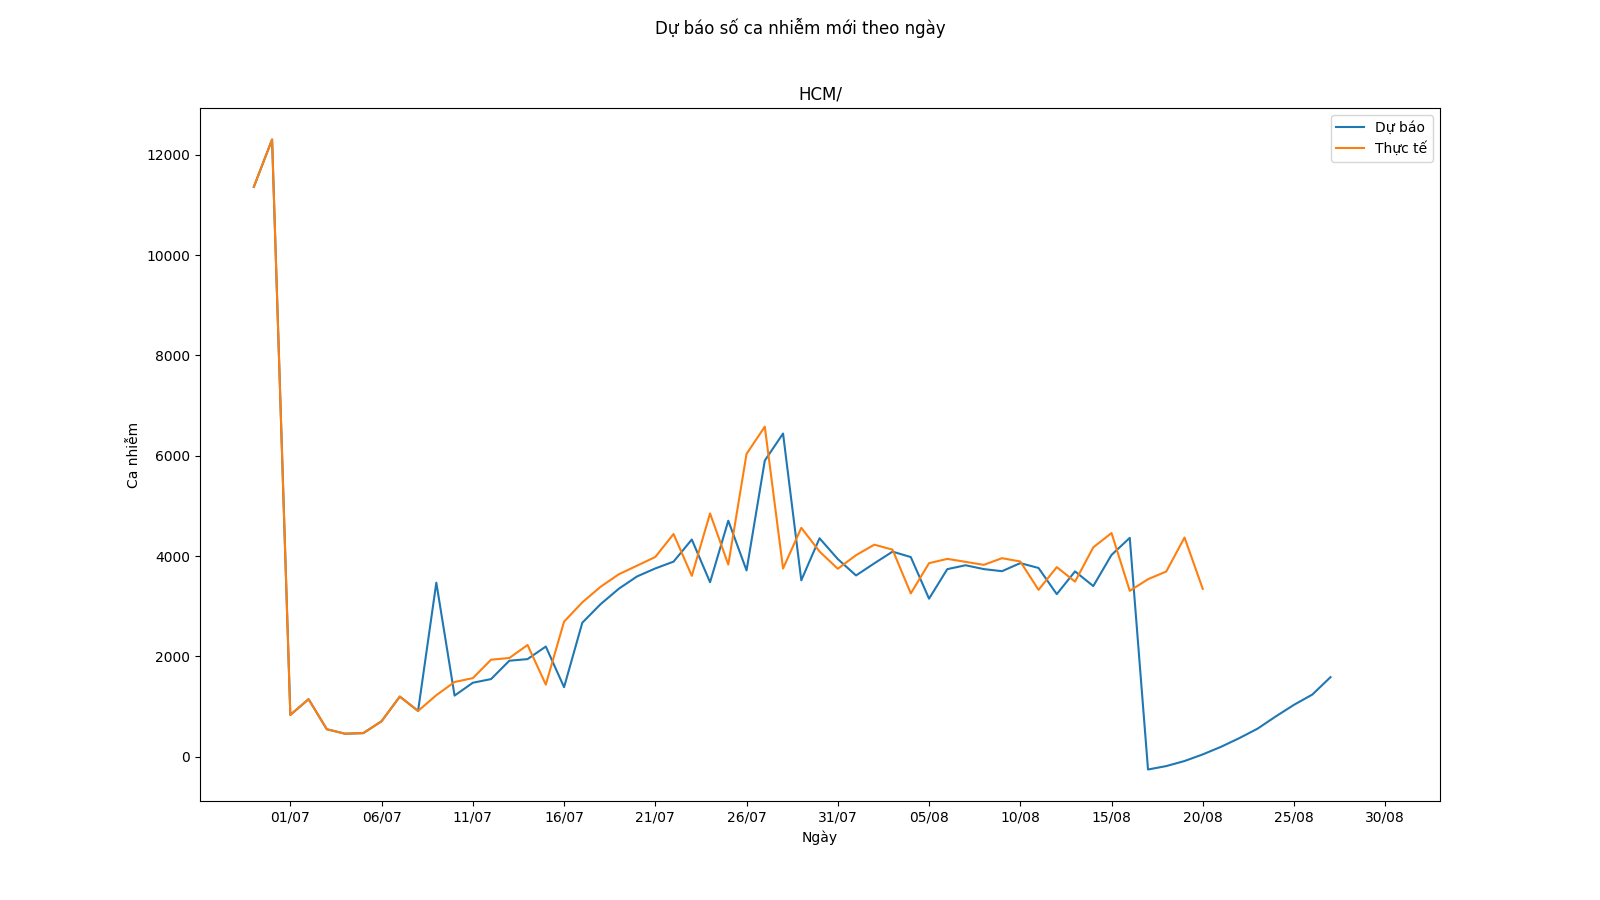 Dự báo số ca nhiễm mới theo ngày
HCM/
Dự báo
Thực tế
12000
10000
8000
6000
4000
2000
0
Ca nhiễm
01/07 06/07 11/07 16/07 21/07 26/07 31/07 05/08 10/08 15/08 20/08 25/08 30/08
Ngày